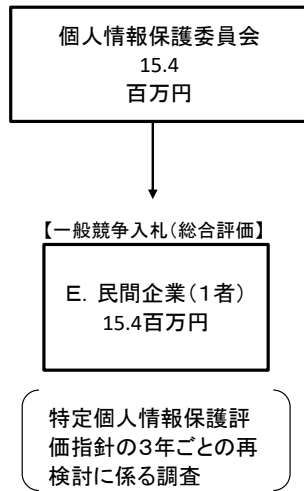 個人情報保護委員会
15.4
百万円
【一般競争入札（総合評価】
E. 民間企業（１者）
15.4百万円
特定個人情報保護評
価指針の３年ごとの再
検討に係る調査